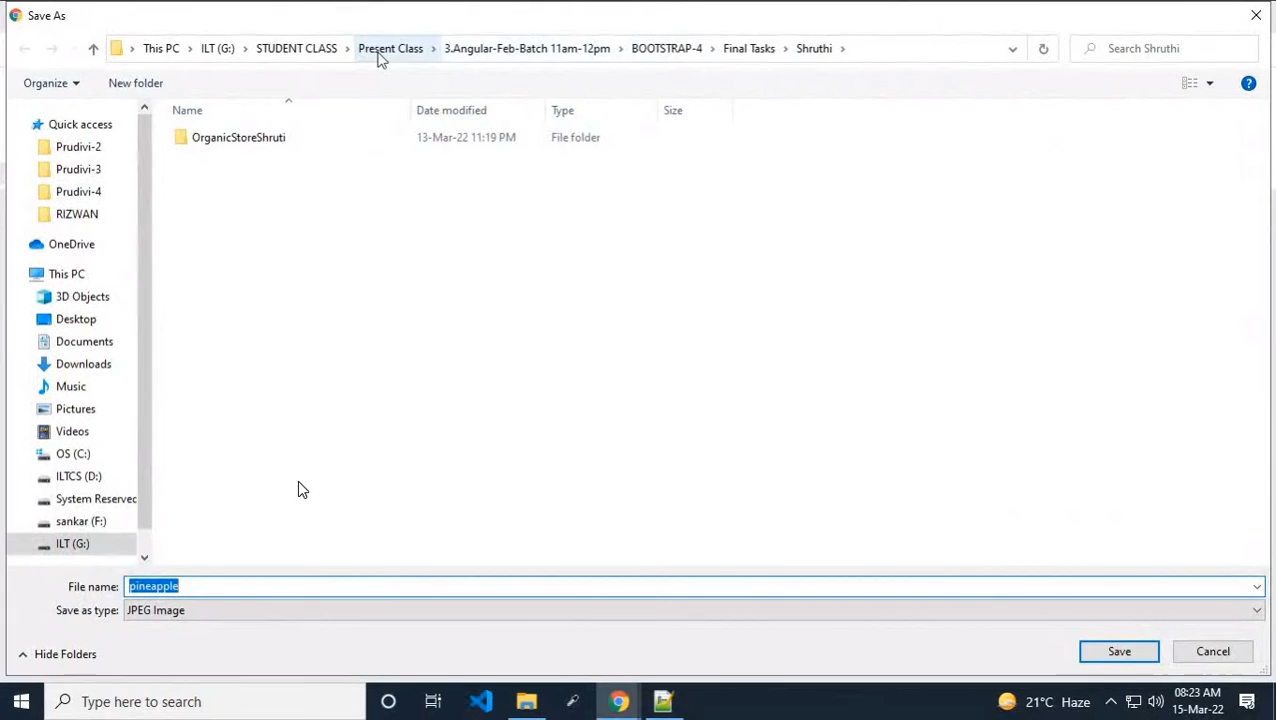 Save As
This PC > ILT (G:) > STUDENT CLASS > Present Class > 3.Angular-Feb-Batch 11am-12pm > BOOTSTRAP-4 > Final Tasks > Shruthi >
Search Shruthi
Organize
New folder
Name Date modified Type Size
OrganicStoreShruti 13-Mar-22 11:19 PM File folder
Quick access
Prudivi-2
Prudivi-3
Prudivi-4
RIZWAN
OneDrive
This PC
3D Objects
Desktop
Documents
Downloads
Music
Pictures
Videos
OS (C:)
ILTCS (D:)
System Reserved
sankar (F:)
ILT (G:)
File name: pineapple
Save as type: JPEG Image
Hide Folders
Save
Cancel
Type here to search
21°C Haze
08:23 AM
15-Mar-22